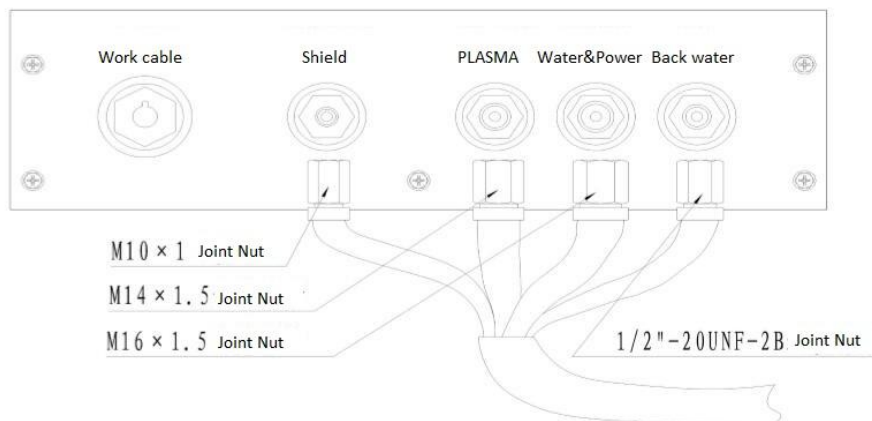 Work cable Shield PLASMA Water&Power Back water
M10×1 Joint Nut
M14×1.5 Joint Nut
M16×1.5 Joint Nut
1/2"-20UNF-2B Joint Nut